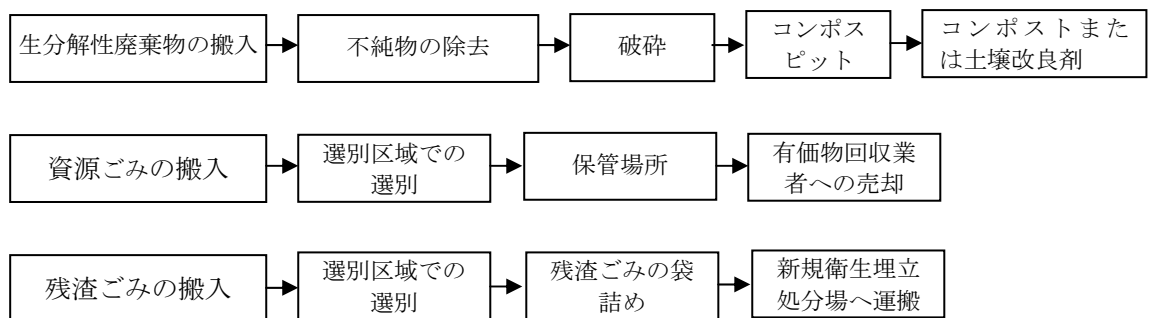 生分解性廃棄物の搬入
不純物の除去
破砕
コンポス
ピット
コンポストまた
は土壌改良剤
資源ごみの搬入
選別区域での
選別
保管場所
有価物回収業
者への売却
残渣ごみの搬入
選別区域での
選別
残渣ごみの袋
詰め
新規衛生埋立
処分場へ運搬